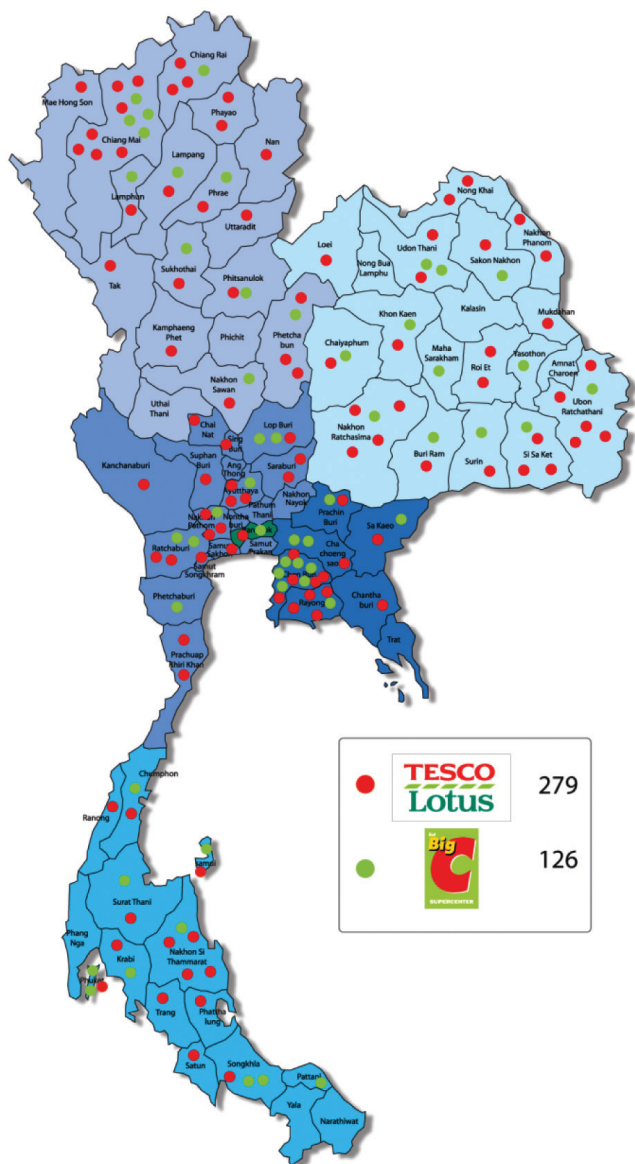 Chiang Rai
Mae Hong Son
Phayao
Chiang Mai
Nan
Lampang
Lamphun
Phrae
Uttaradit
Tak
Sukhothai
Phitsanulok
Kamphaeng
Phet
Phichit
Phetcha
bun
Uthai
Thani
Nakhon
Sawan
Nong Khai
Loei
Nong Bua
Lamphu
Udon Thani
Sakon Nakhon
Nakhon
Phanom
Khon Kaen
Kalasin
Mukdahan
Chaiyaphum
Maha
Sarakham
Roi Et
Yasothon
Amnat
Charoen
Ubon
Ratchathani
Nakhon
Ratchasima
Buri Ram
Surin
Si Sa Ket
Chai
Nat
Sing
Buri
Lop Buri
Kanchanaburi
Suphan
Buri
Ang
Thong
Saraburi
Ayutthaya
Nakhon
Nayok
Pathum
Thani
Pathom
Ratchaburi
Samut
Prakan
Samut
Songkhram
Phetchaburi
Prachuap
Khiri Khan
Prachin
Buri
Sa Kaeo
Cha
choeng
sao
Rayong
Chantha
buri
Trat
Chumphon
Ranong
Surat Thani
Phang
Nga
Krabi
Nakhon Si
Thammarat
Phuket
Trang
Phattha
lung
Satun
Songkhla
Pattani
Yala
Narathiwat
TESCO
Lotus
279
Big
C
SUPERCENTER
126